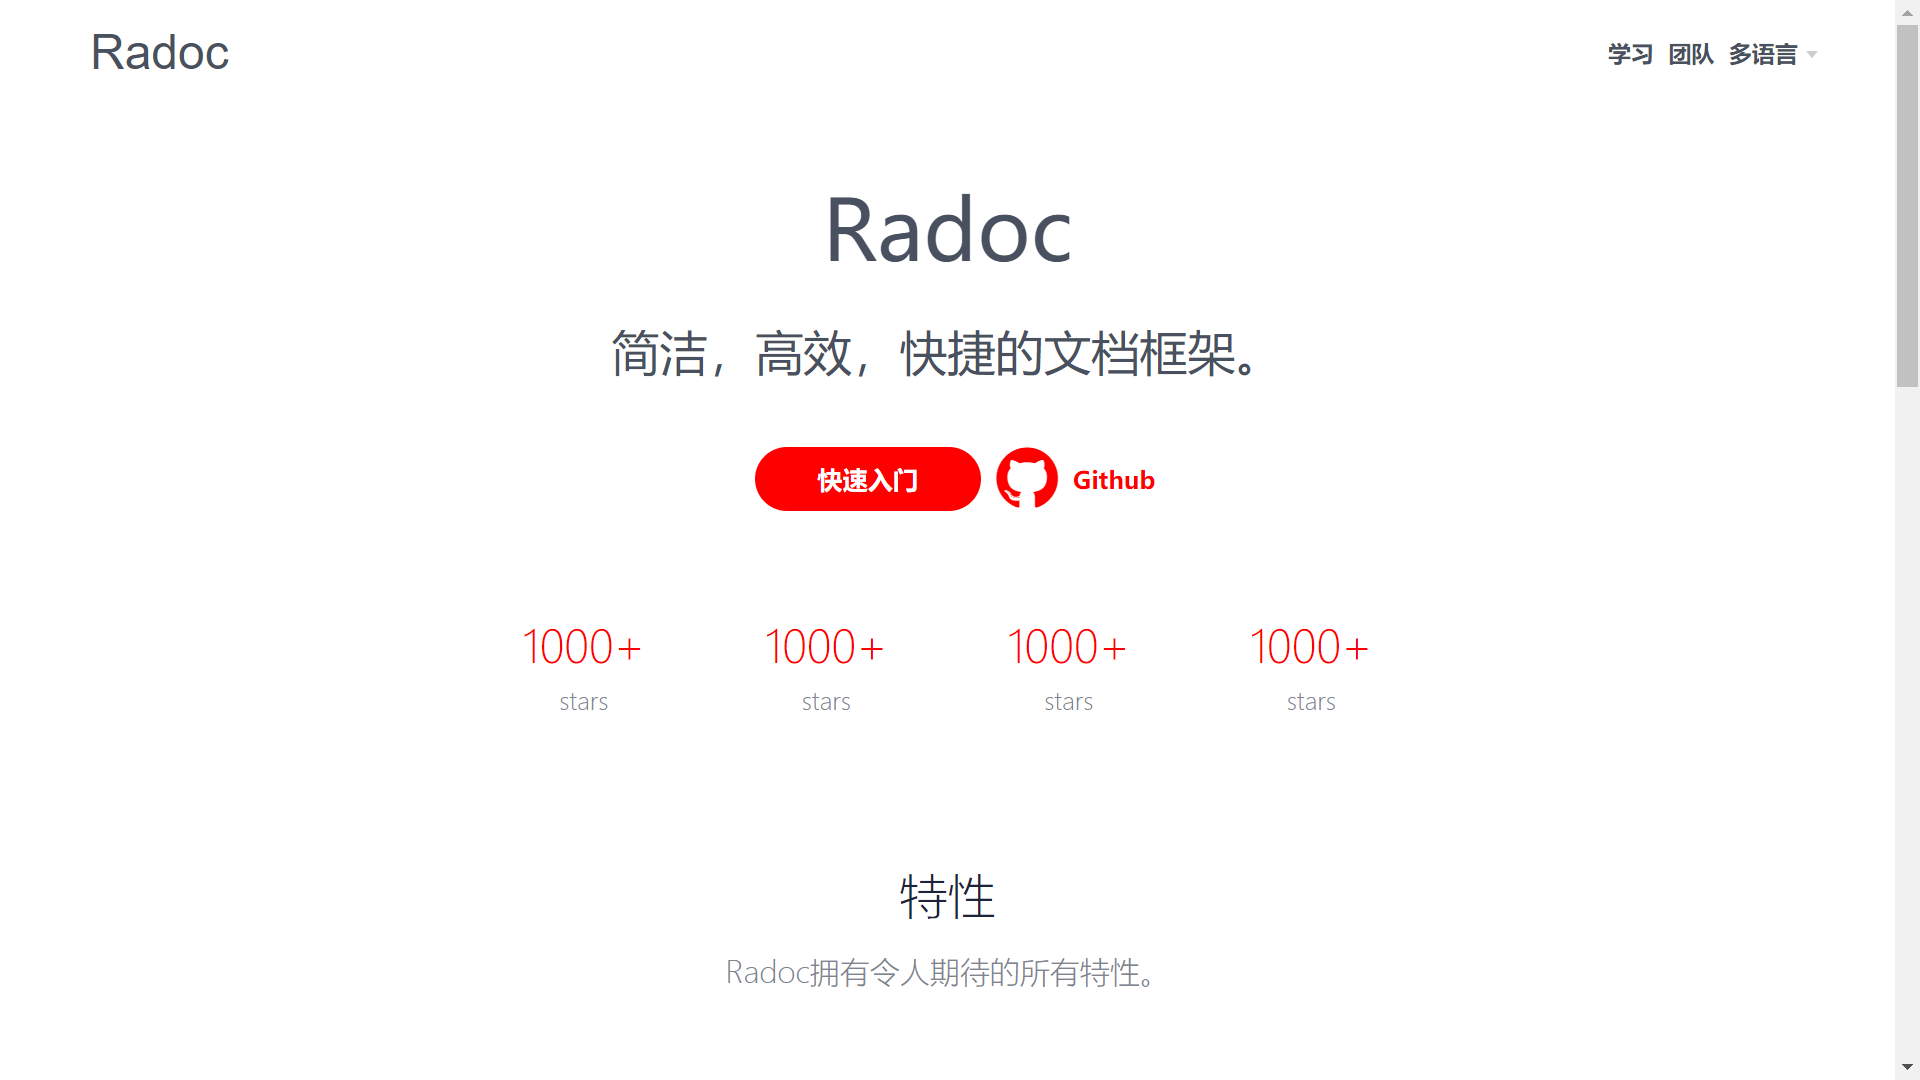 Radoc
学习 团队 多语言
Radoc
简洁，高效，快捷的文档框架。
快速入门 Github
1000+ 1000+ 1000+ 1000+
stars stars stars stars
特性
Radoc拥有令人期待的所有特性。